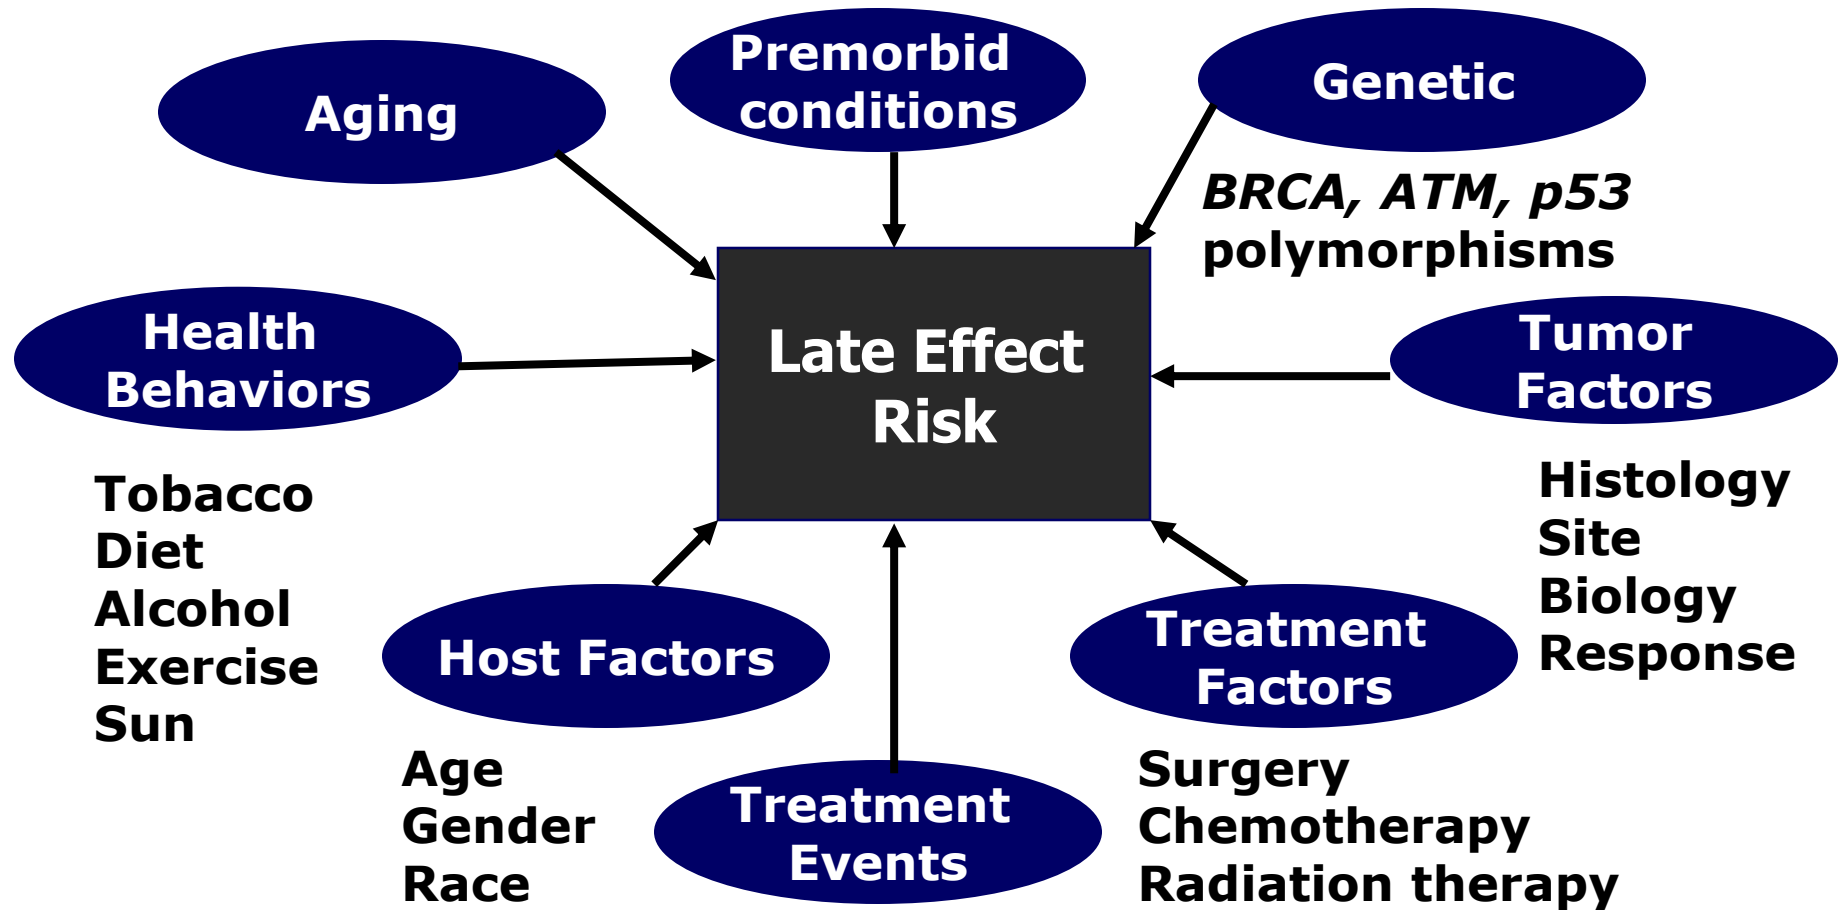 Aging
Premorbid
conditions
Genetic
BRCA, ATM, p53
polymorphisms
Health
Behaviors
Late Effect
Risk
Tumor
Factors
Tobacco
Diet
Alcohol
Exercise
Sun
Histology
Site
Biology
Response
Host Factors
Treatment
Factors
Age
Gender
Race
Treatment
Events
Surgery
Chemotherapy
Radiation therapy